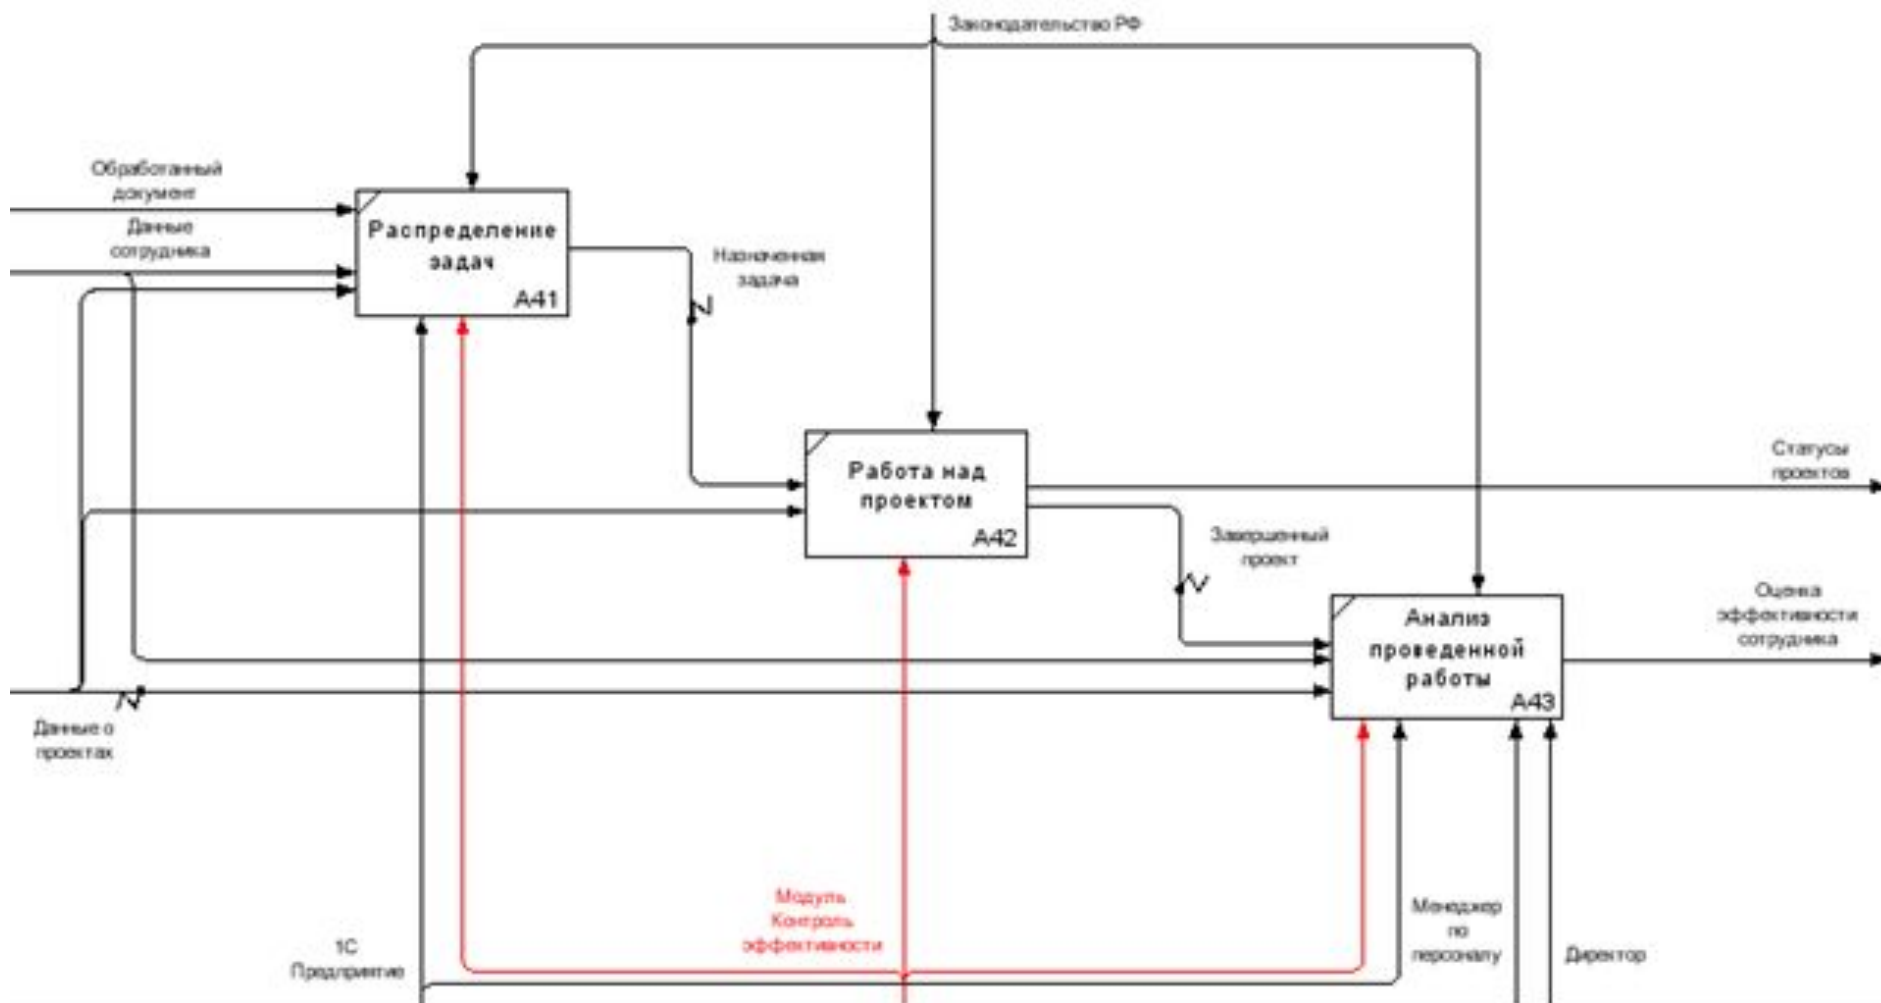 Законодательство РФ
Обработанный
документ
Данные
сотрудника
Распределение
задач
A41
Назначенная
задача
Работа над
проектом
A42
Статусы
проектов
Завершенный
проект
Оценка
эффективности
сотрудника
Анализ
проведенной
работы
A43
Данные о
проектах
Модуль
Контроль
эффективности
1С
Предприятие
Менеджер
по
персоналу
Директор